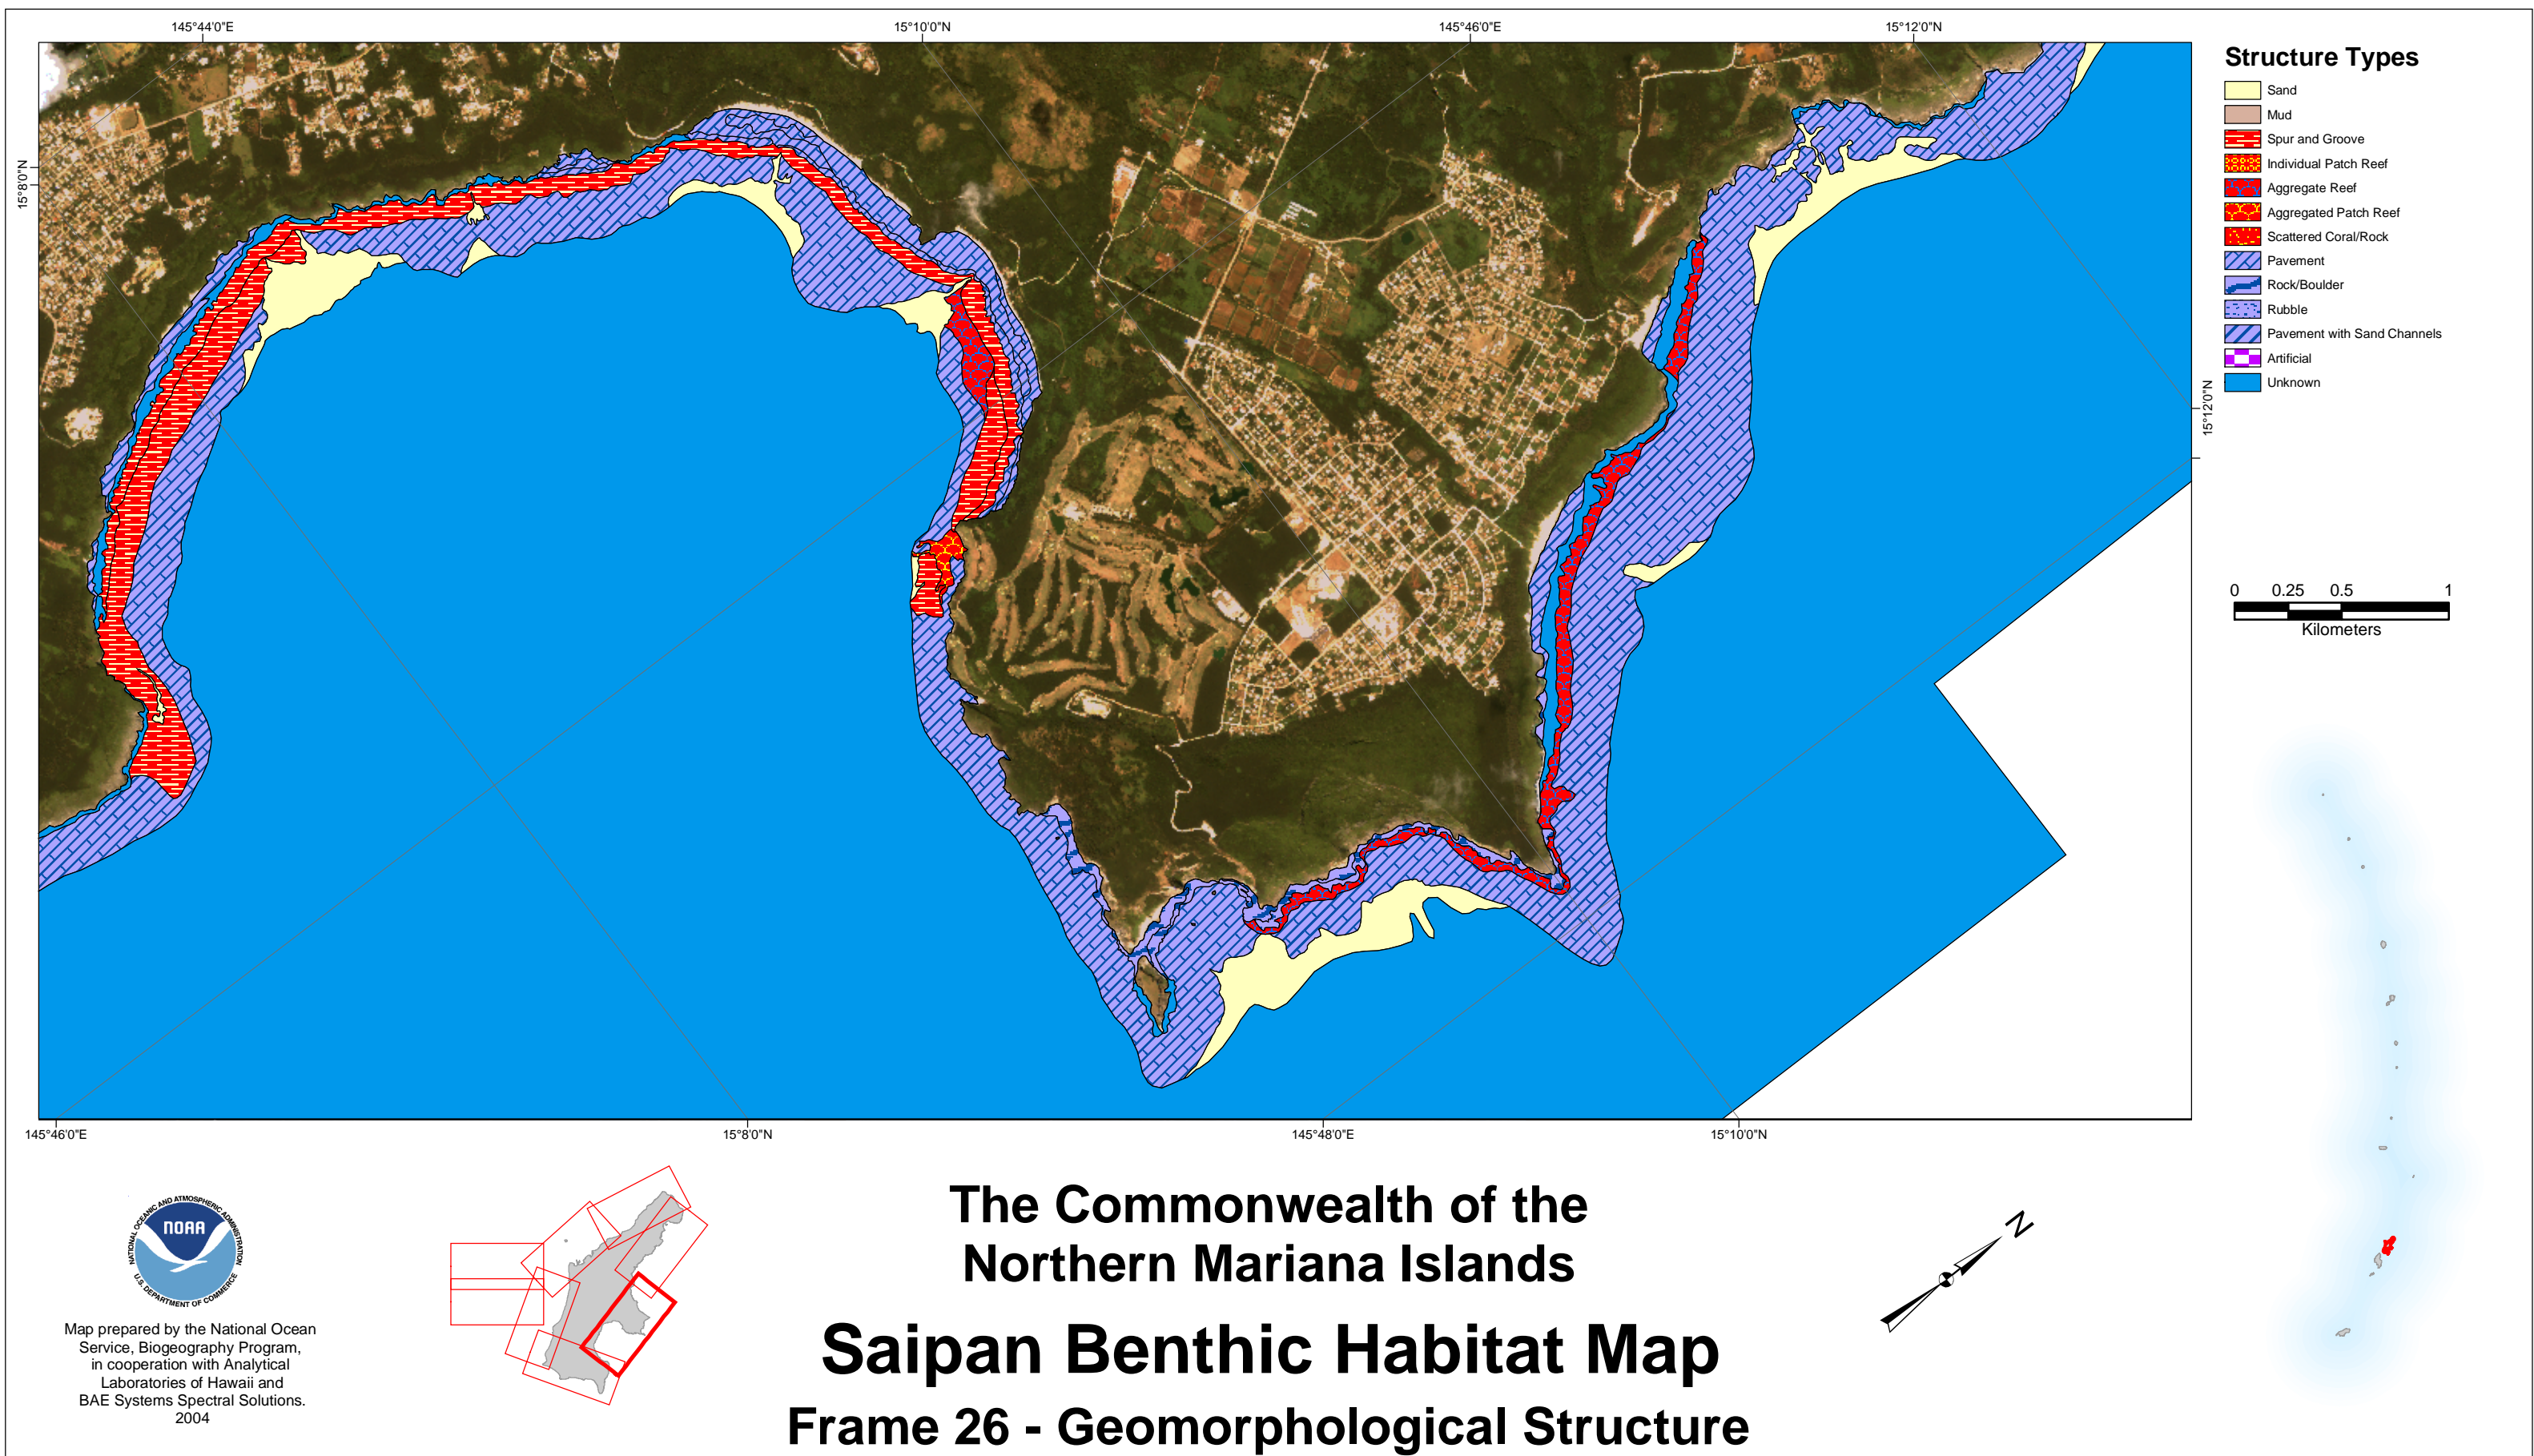 145°44'0"E
15°10'0"N
145°46'0"E
15°12'0"N
15°8'0"N
15°12'0"N
Structure Types
Sand
Mud
Spur and Groove
Individual Patch Reef
Aggregate Reef
Aggregated Patch Reef
Scattered Coral/Rock
Pavement
Rock/Boulder
Rubble
Pavement with Sand Channels
Artificial
Unknown
0 0.25 0.5 1
Kilometers
145°46'0"E
15°8'0"N
145°48'0"E
15°10'0"N
NATIONAL OCEANIC AND ATMOSPHERIC ADMINISTRATION
NOAA
U.S. DEPARTMENT OF COMMERCE
Map prepared by the National Ocean
Service, Biogeography Program,
in cooperation with Analytical
Laboratories of Hawaii and
BAE Systems Spectral Solutions.
2004
The Commonwealth of the
Northern Mariana Islands
Saipan Benthic Habitat Map
Frame 26 - Geomorphological Structure
N